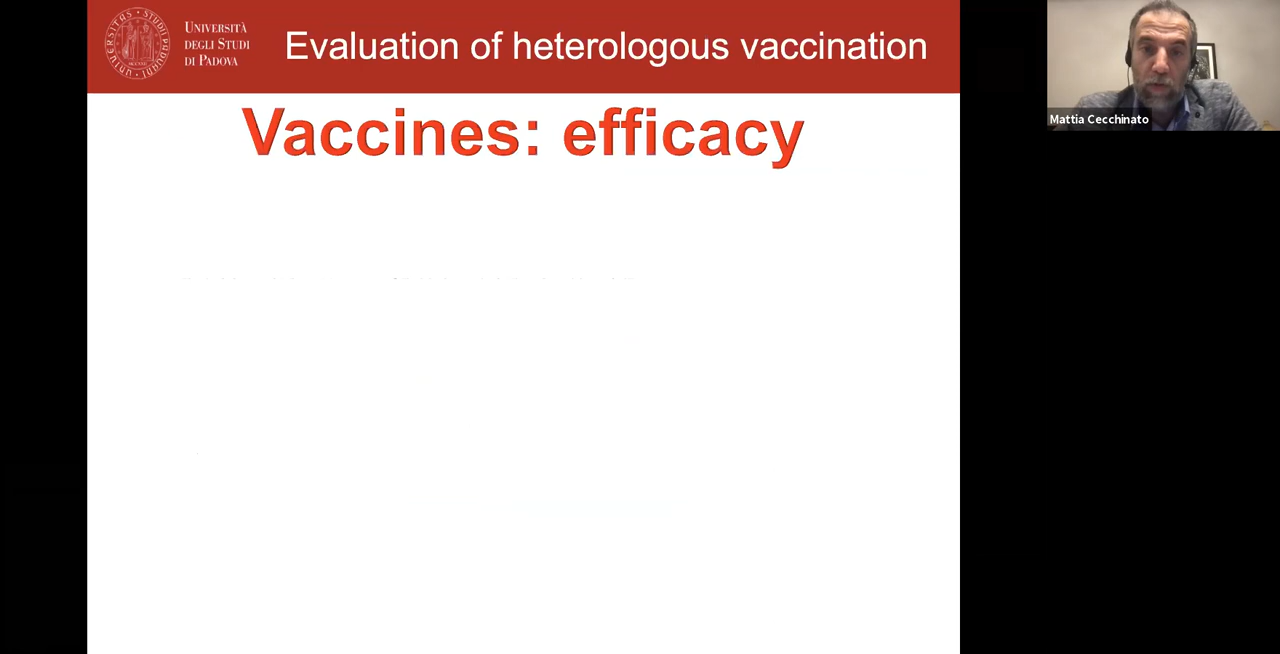 UNIVERSITÀ
DEGLI STUDI
DI PADOVA
Evaluation of heterologous vaccination
Vaccines: efficacy
Mattia Cecchinato